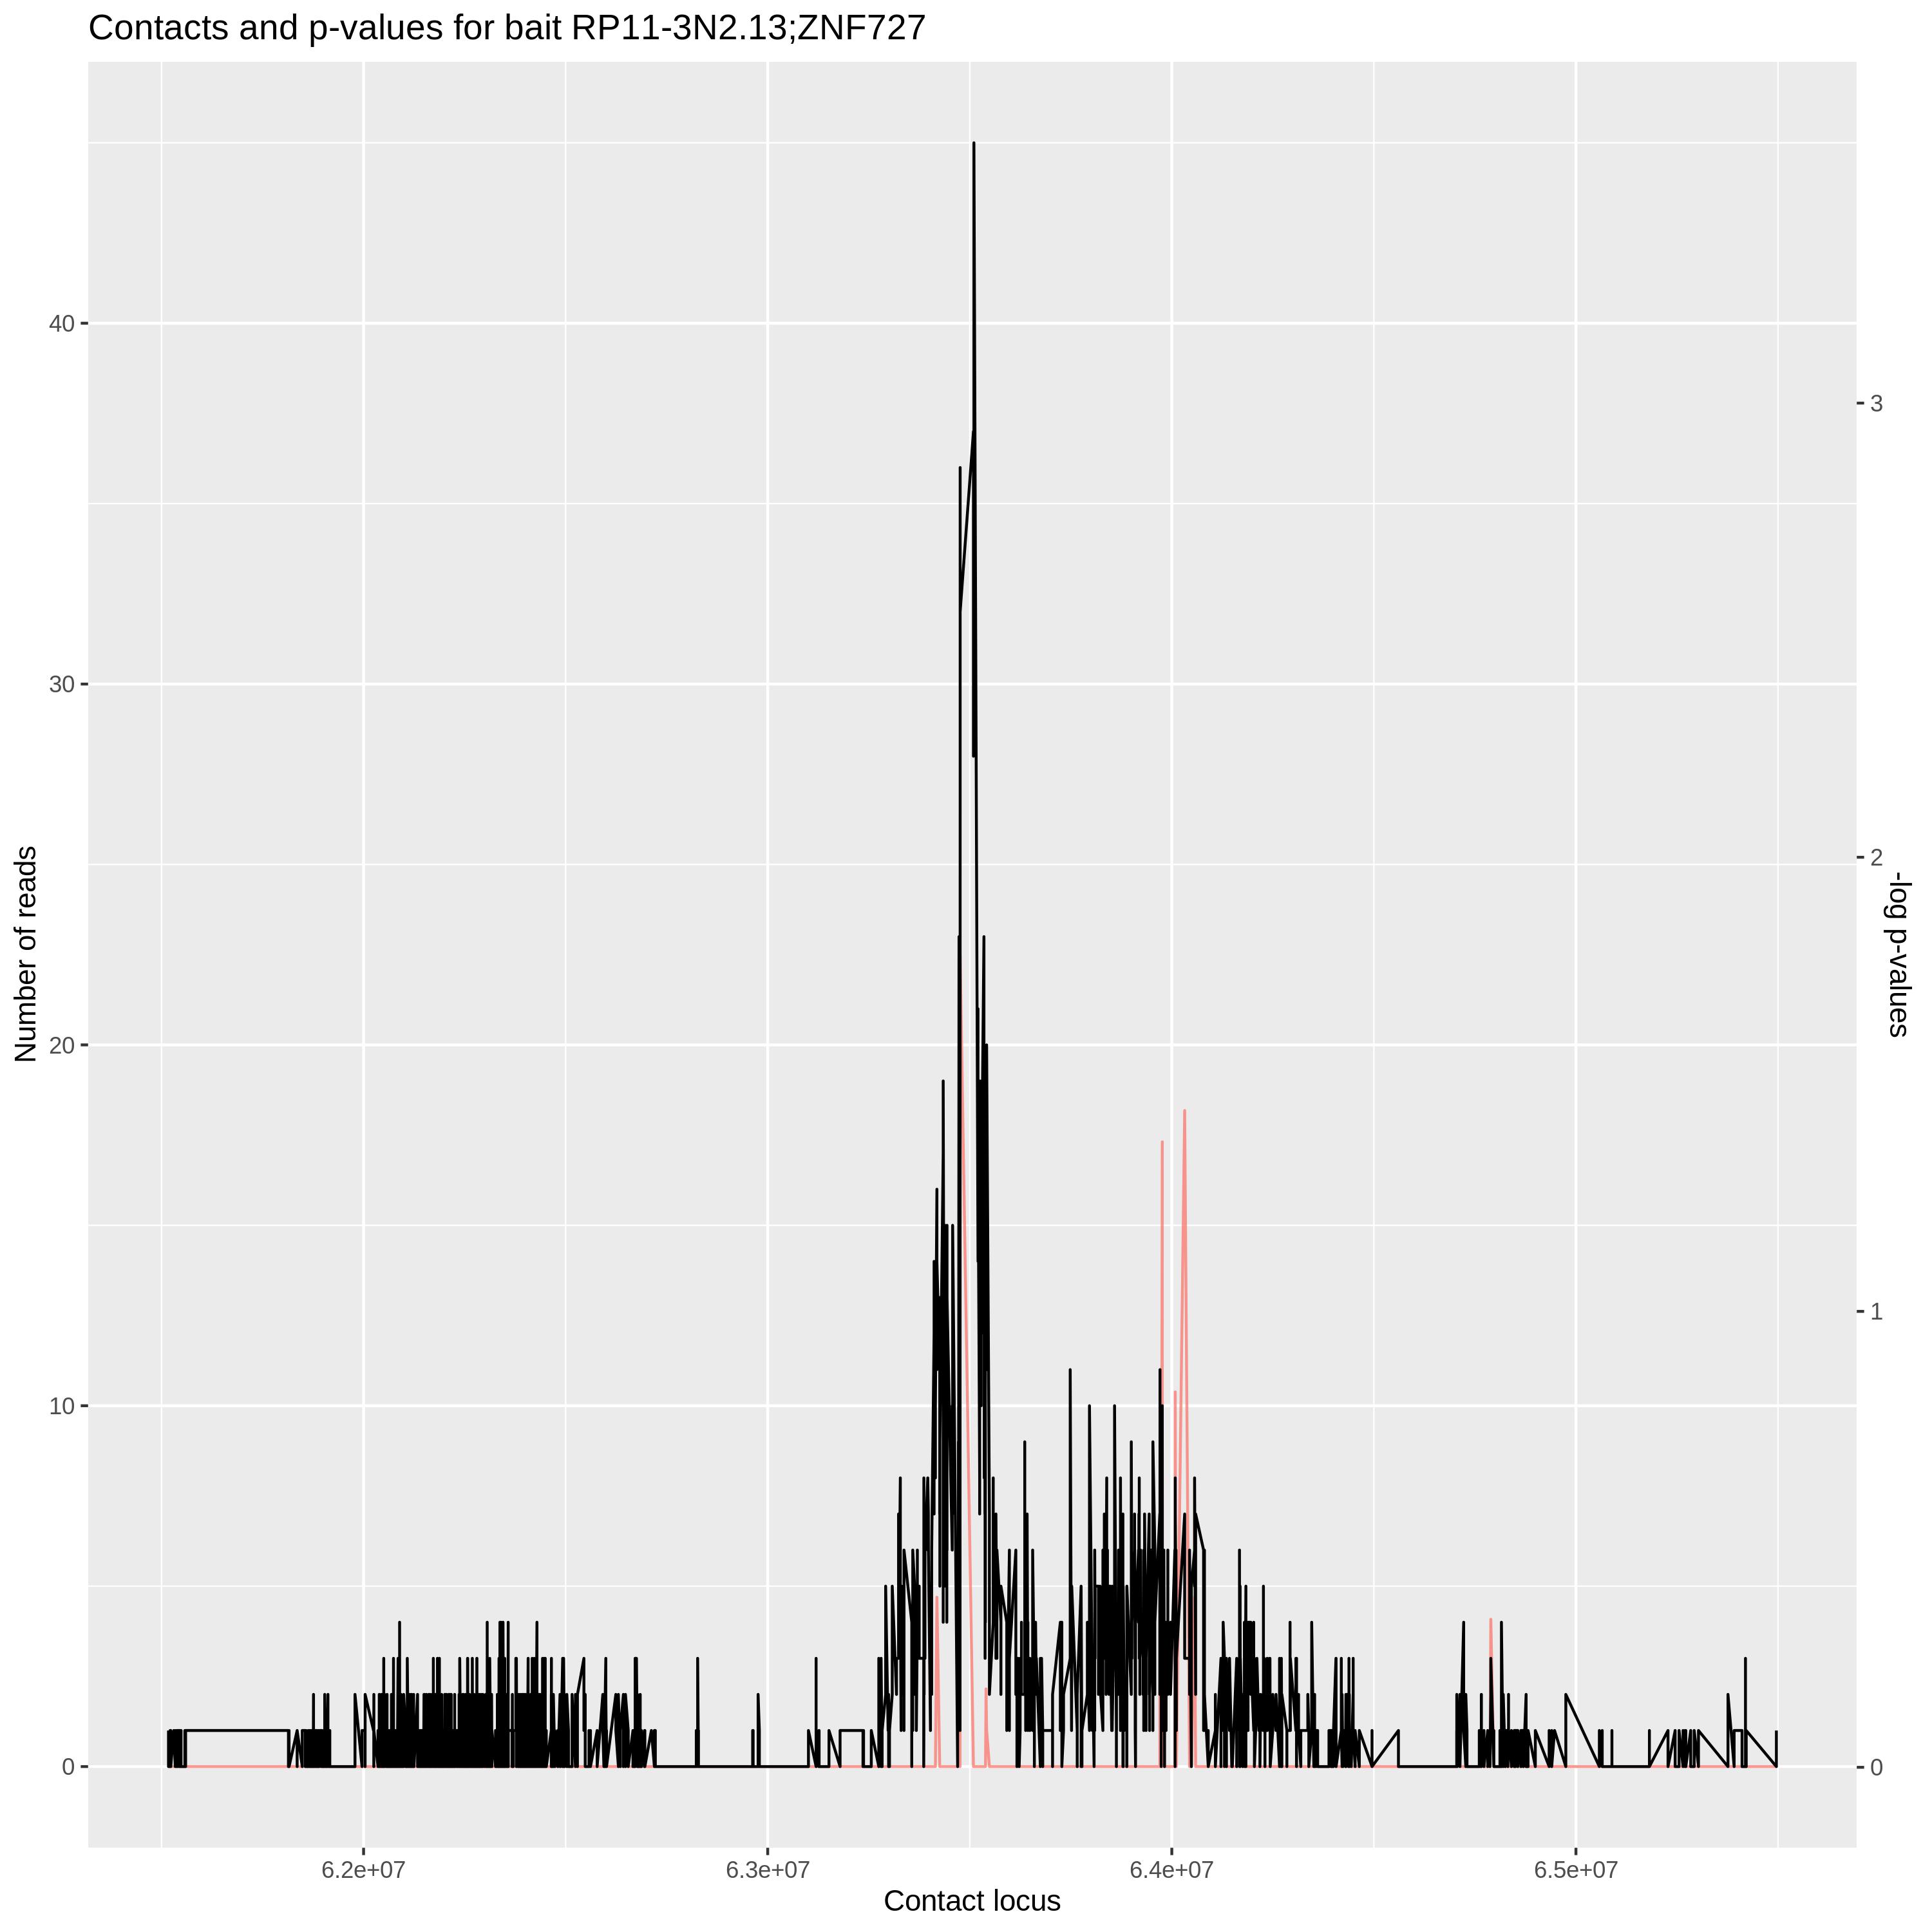 Contacts and p-values for bait RP11-3N2.13;ZNF727
40
30
20
10
0
Number of reads
3
2
1
0
-log p-values
6.2e+07 6.3e+07 6.4e+07 6.5e+07
Contact locus